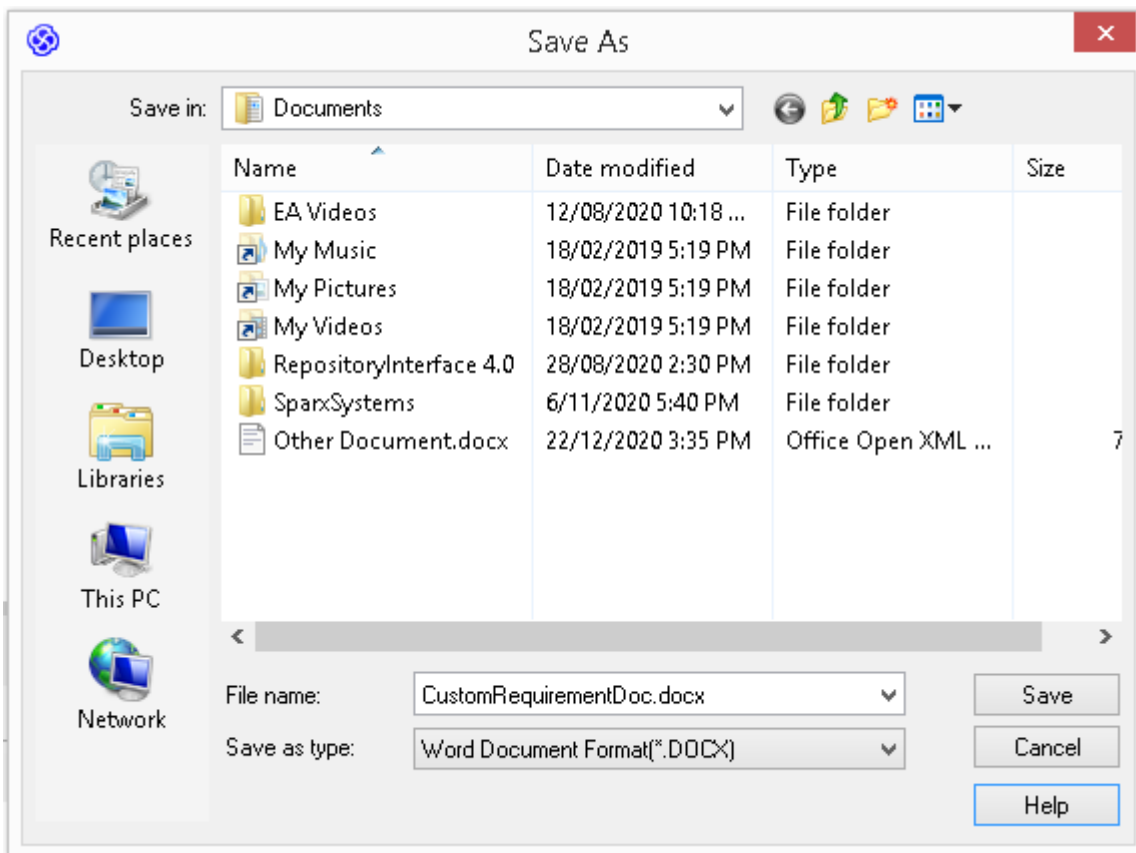 Save As
Save in: Documents
Name Date modified Type Size
EA Videos 12/08/2020 10:18 ... File folder
Recent places
My Music 18/02/2019 5:19 PM File folder
My Pictures 18/02/2019 5:19 PM File folder
My Videos 18/02/2019 5:19 PM File folder
Desktop
RepositoryInterface 4.0 28/08/2020 2:30 PM File folder
SparxSystems 6/11/2020 5:40 PM File folder
Other Document.docx 22/12/2020 3:35 PM Office Open XML ... 7
Libraries
This PC
Network
File name: CustomRequirementDoc.docx Save
Save as type: Word Document Format(*.DOCX) Cancel
Help